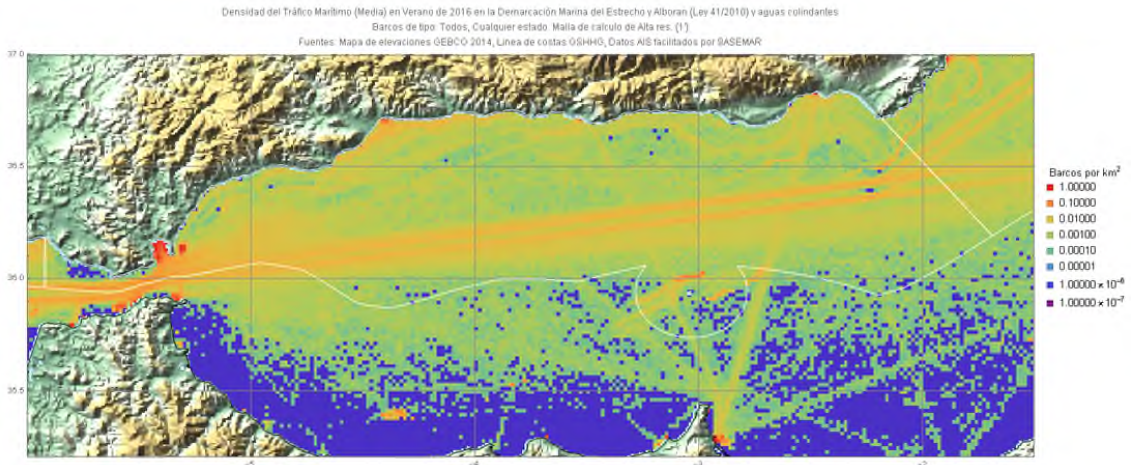 Densidad del Tráfico Marítimo (Media) en Verano de 2016 en la Demarcación Marina del Estrecho y Alboran (Ley 41/2010) y aguas colindantes
Barcos de tipo: Todos, Cualquier estado. Malla de calculo de Alta res. (1')
Fuentes: Mapa de elevaciones GEBCO 2014, Linea de costas GSHHG, Datos AIS facilitados por SASEMAR
37.0
36.5
36.0
35.5
Barcos por km²
1.00000
0.10000
0.01000
0.00100
0.00010
0.00001
1.00000 × 10⁻⁶
1.00000 × 10⁻⁷